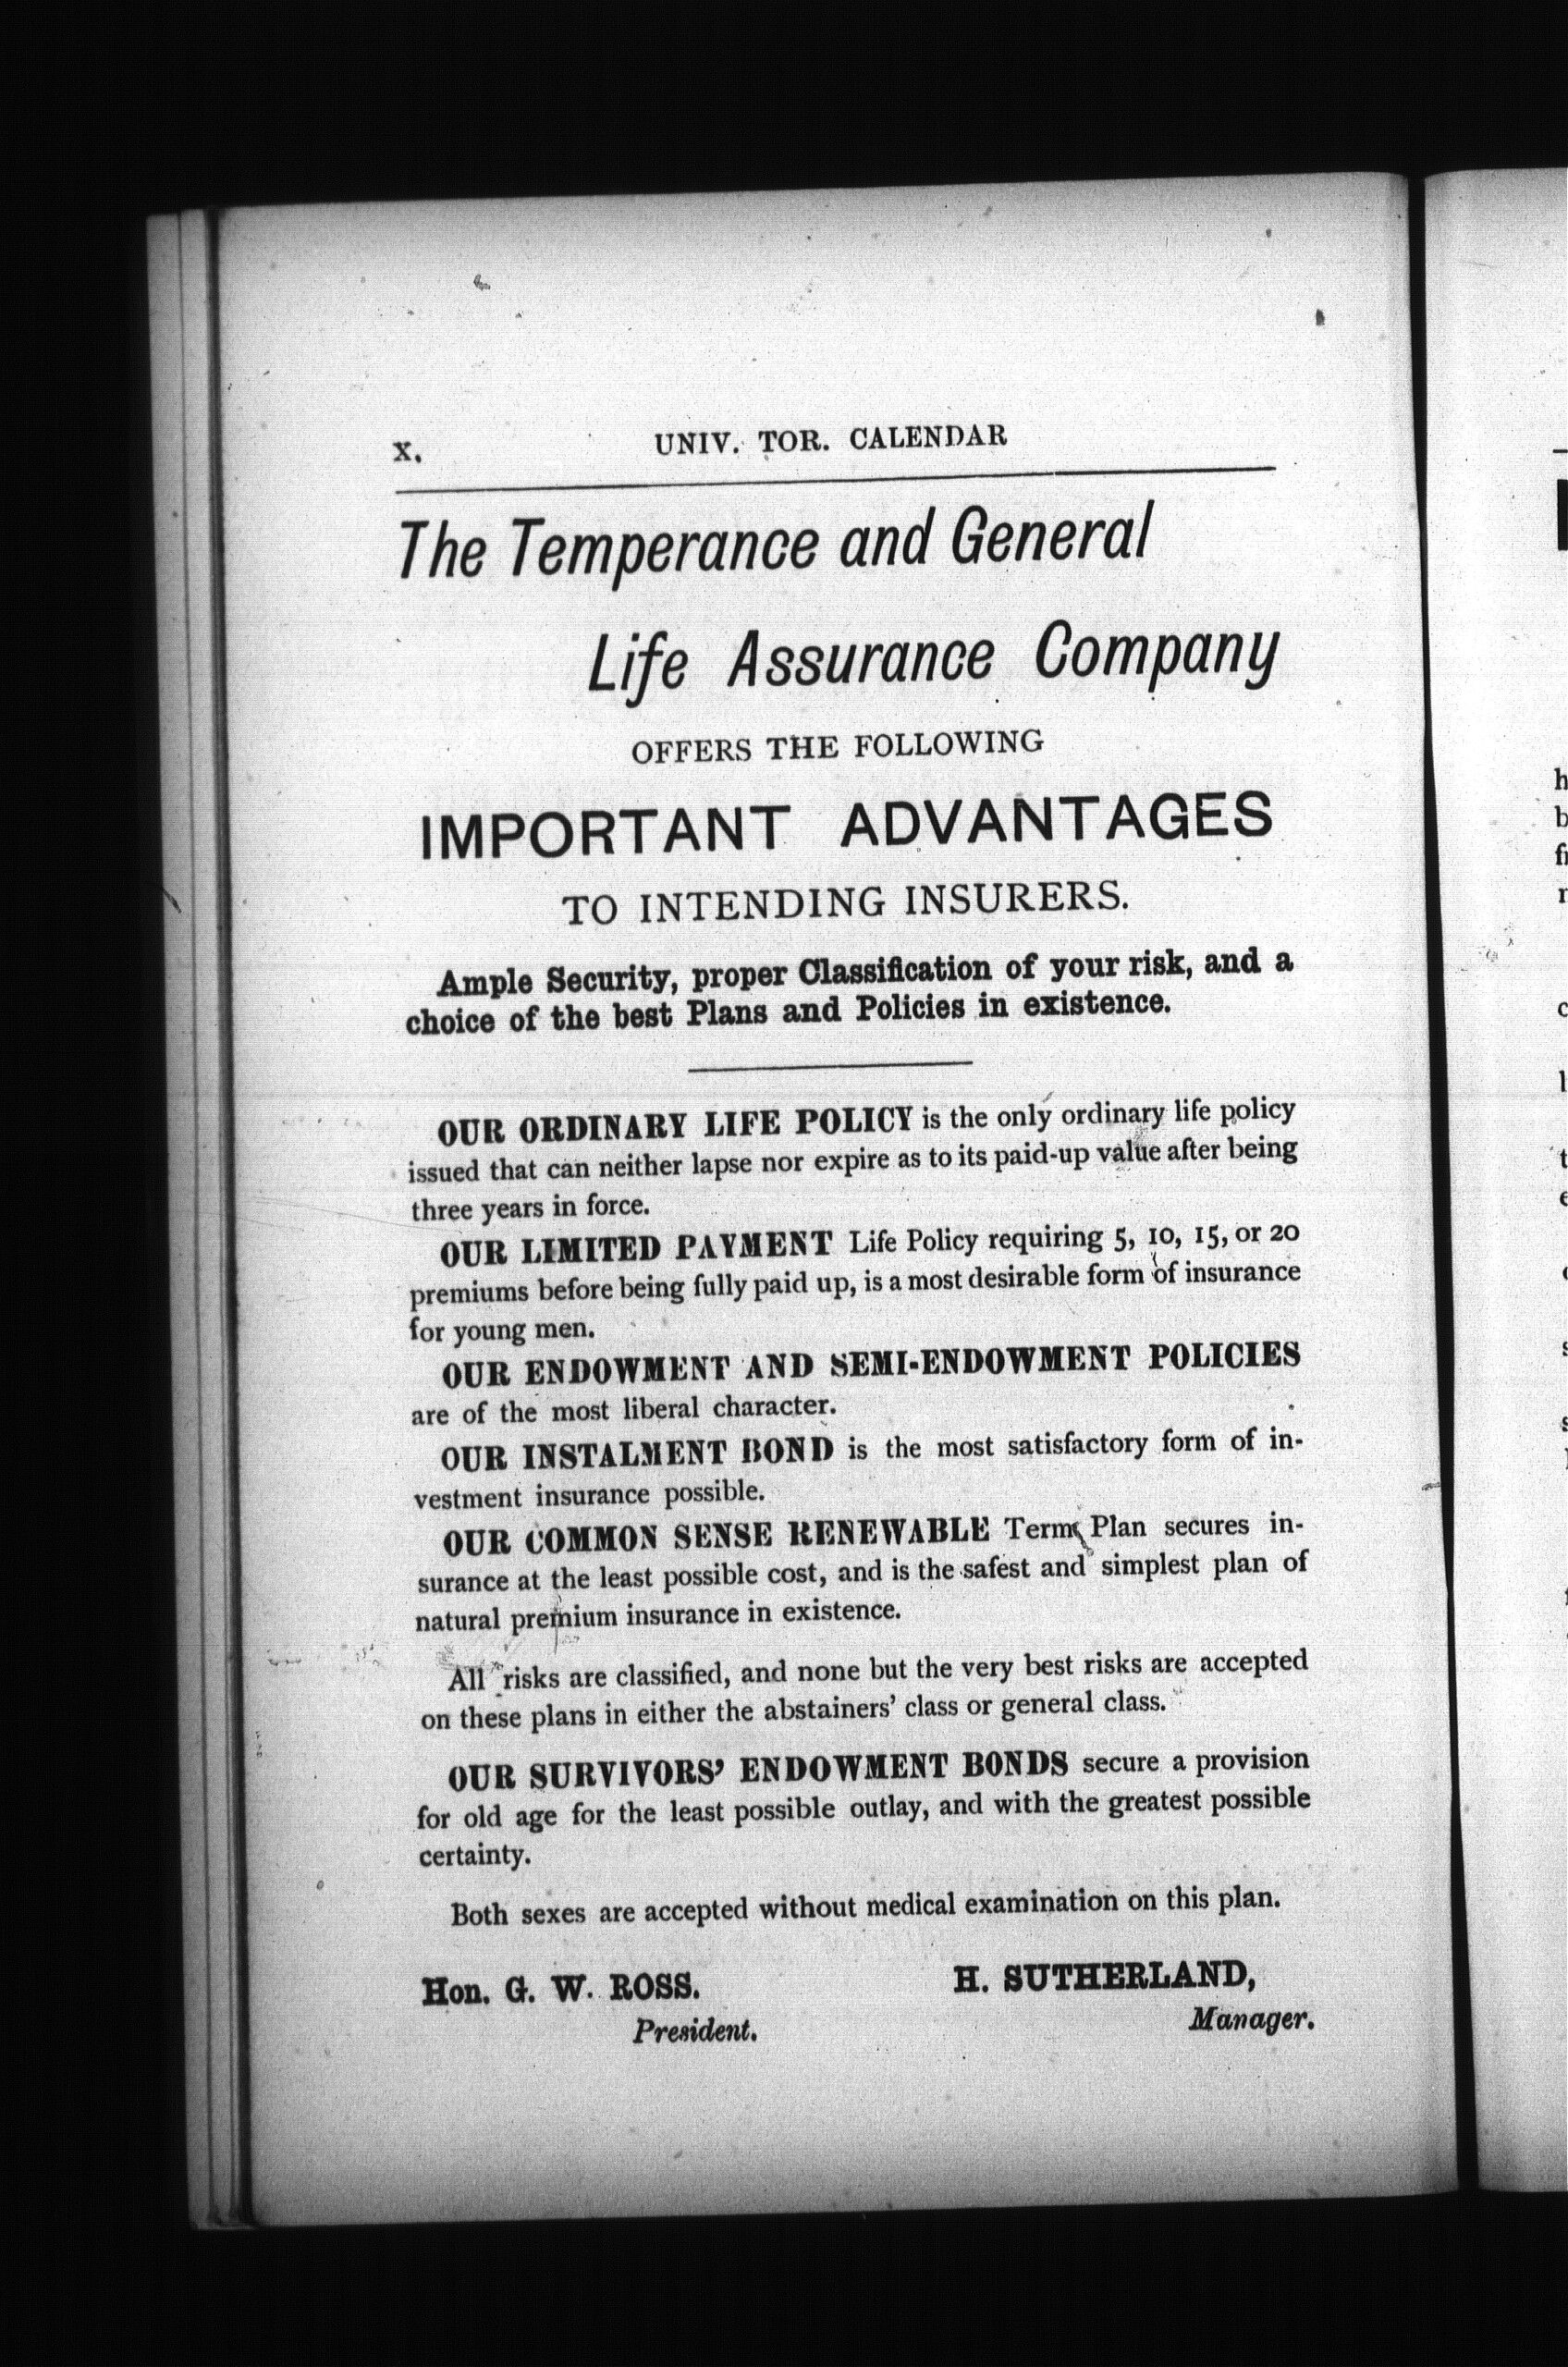 x.
UNIV. TOR. CALENDAR
The Temperance and General
Life Assurance Company
OFFERS THE FOLLOWING
IMPORTANT ADVANTAGES
TO INTENDING INSURERS.
Ample Security, proper Classification of your risk, and a
choice of the best Plans and Policies in existence.
OUR ORDINARY LIFE POLICY is the only ordinary life policy
issued that can neither lapse nor expire as to its paid-up value after being
three years in force.
OUR LIMITED PAYMENT Life Policy requiring 5, 10, 15, or 20
premiums before being fully paid up, is a most desirable form of insurance
for young men.
OUR ENDOWMENT AND SEMI-ENDOWMENT POLICIES
are of the most liberal character.
OUR INSTALMENT BOND is the most satisfactory form of in-
vestment insurance possible.
OUR COMMON SENSE RENEWABLE Term Plan secures in-
surance at the least possible cost, and is the safest and simplest plan of
natural premium insurance in existence.
All risks are classified, and none but the very best risks are accepted
on these plans in either the abstainers' class or general class.
OUR SURVIVORS' ENDOWMENT BONDS secure a provision
for old age for the least possible outlay, and with the greatest possible
certainty.
Both sexes are accepted without medical examination on this plan.
Hon. G. W. ROSS.
President.
H. SUTHERLAND,
Manager.